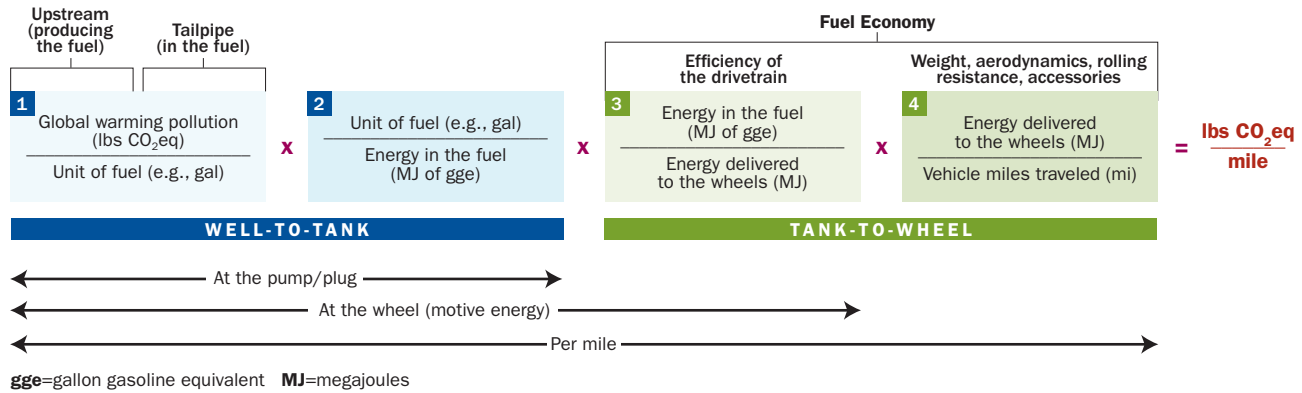 Upstream
(producing
the fuel)
Tailpipe
(in the fuel)
Fuel Economy
Efficiency of
the drivetrain
Weight, aerodynamics, rolling
resistance, accessories
1
Global warming pollution
(lbs CO₂eq)
Unit of fuel (e.g., gal)
x
2
Unit of fuel (e.g., gal)
Energy in the fuel
(MJ of gge)
x
3
Energy in the fuel
(MJ of gge)
Energy delivered
to the wheels (MJ)
x
4
Energy delivered
to the wheels (MJ)
Vehicle miles traveled (mi)
=
lbs CO₂eq
mile
WELL-TO-TANK
TANK-TO-WHEEL
At the pump/plug
At the wheel (motive energy)
Per mile
gge=gallon gasoline equivalent MJ=megajoules